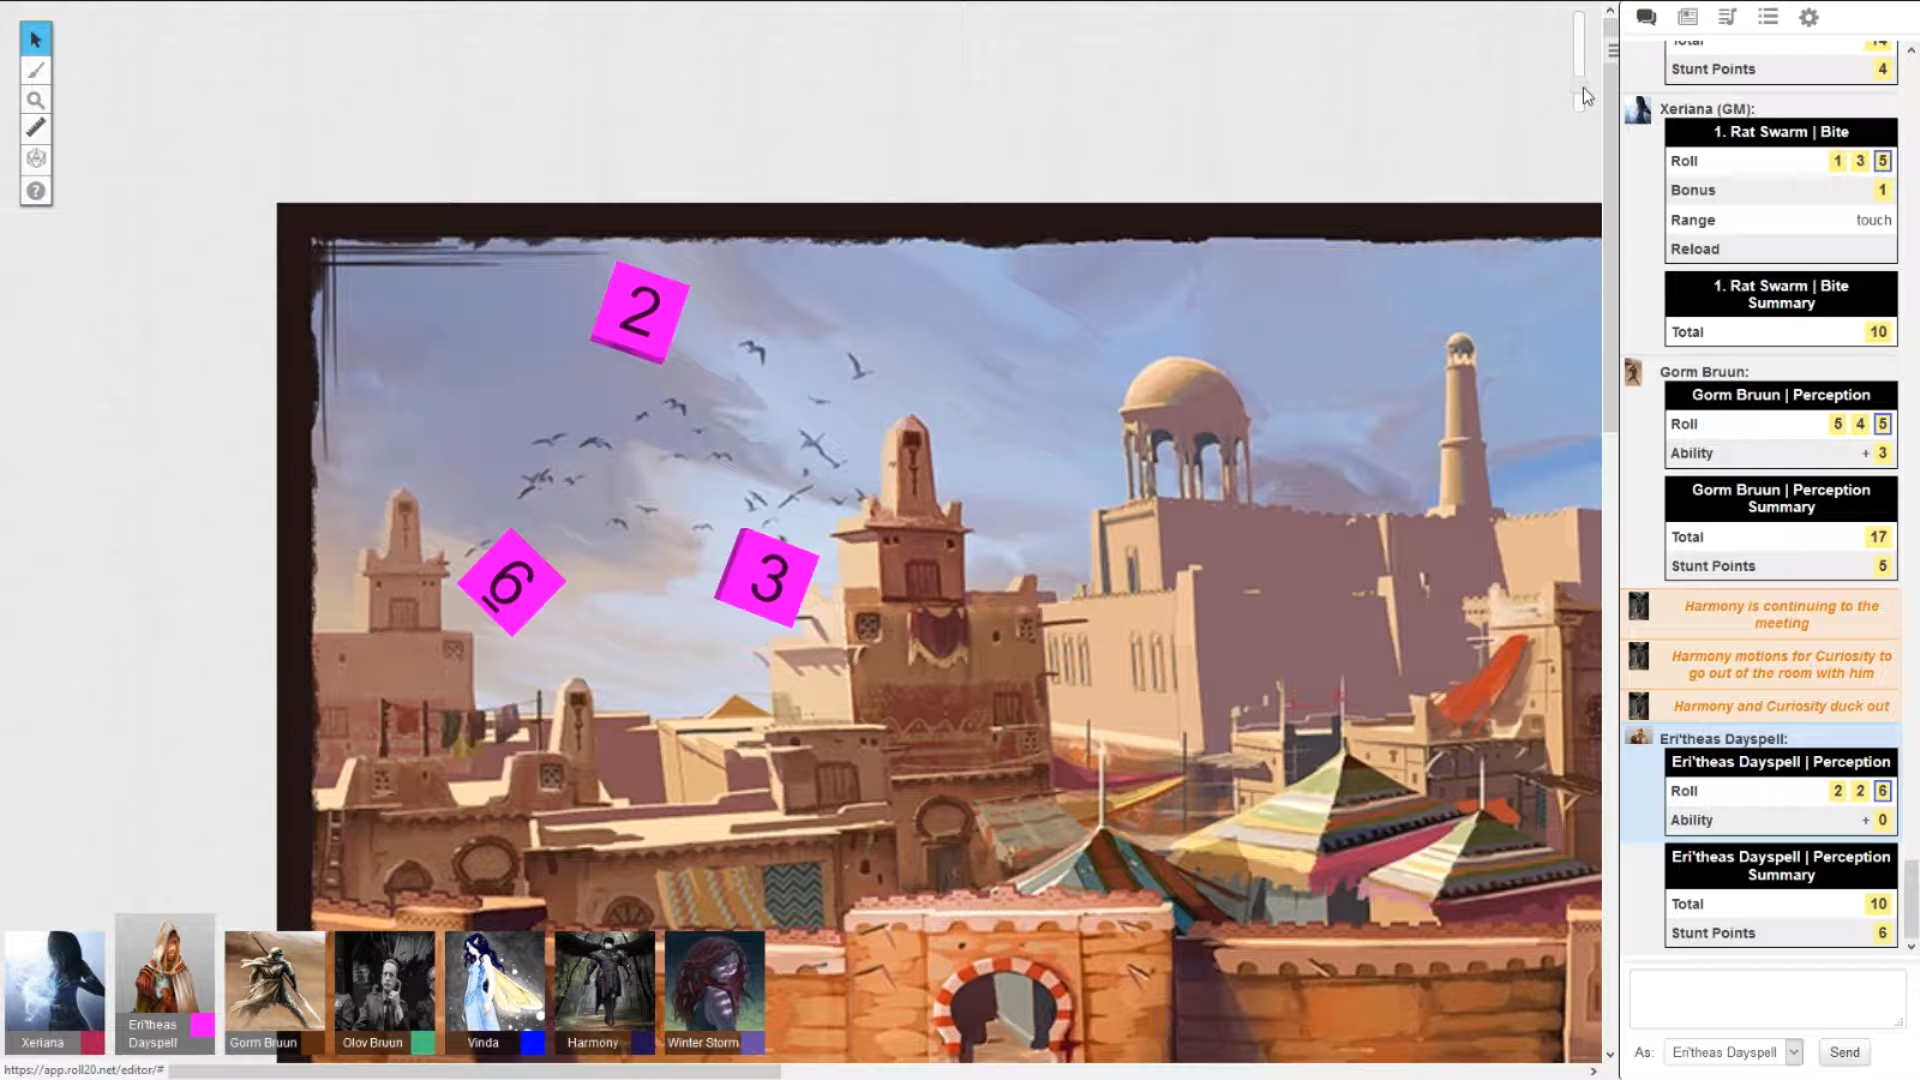 Total 14
Stunt Points 4
Xeriana (GM):
1. Rat Swarm | Bite
Roll 1 3 5
Bonus 1
Range touch
Reload
1. Rat Swarm | Bite
Summary
Total 10
Gorm Bruun:
Gorm Bruun | Perception
Roll 5 4 5
Ability + 3
Gorm Bruun | Perception
Summary
Total 17
Stunt Points 5
Harmony is continuing to the
meeting
Harmony motions for Curiosity to
go out of the room with him
Harmony and Curiosity duck out
Eri'theas Dayspell:
Eri'theas Dayspell | Perception
Roll 2 2 6
Ability + 0
Eri'theas Dayspell | Perception
Summary
Total 10
Stunt Points 6
As: Eri'theas Dayspell Send
2
6
3
Xeriana
Eri'theas
Dayspell
Gorm Bruun
Olov Bruun
Vinda
Harmony
Winter Storm
https://app.roll20.net/editor/#